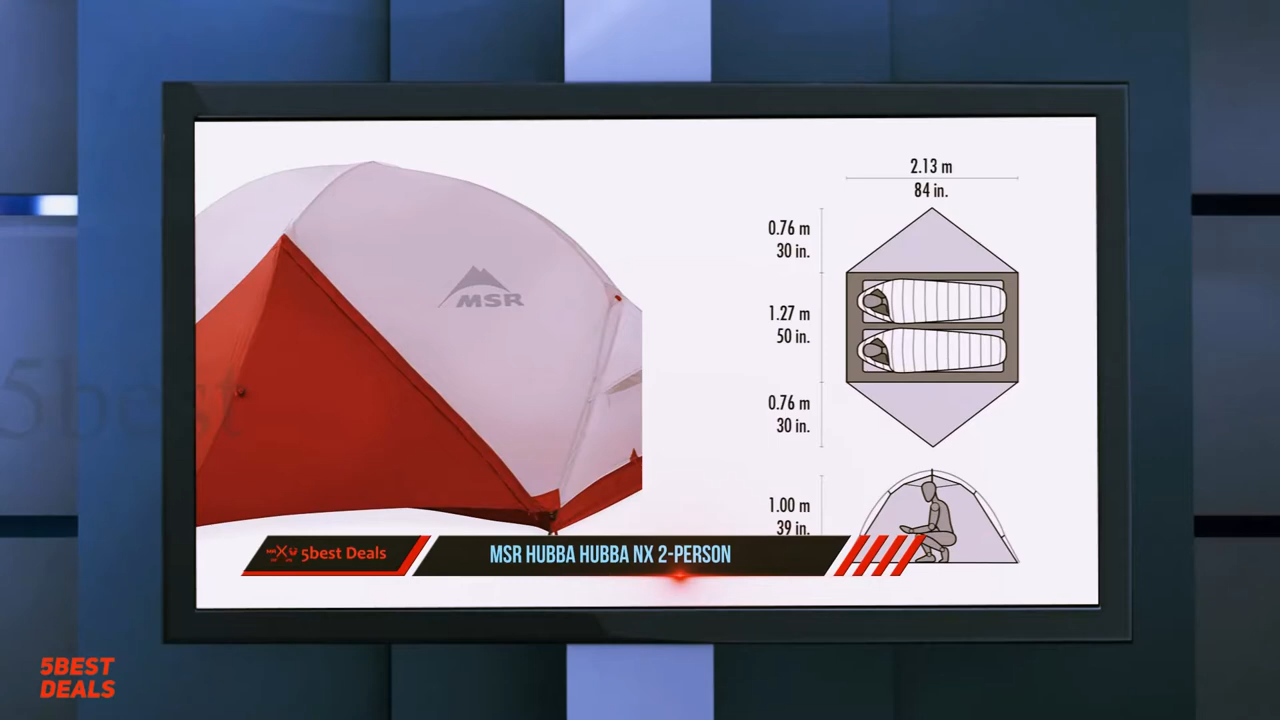 2.13 m
84 in.
0.76 m
30 in.
MSR
1.27 m
50 in.
5best
0.76 m
30 in.
1.00 m
39 in.
5best Deals
MSR HUBBA HUBBA NX 2-PERSON
5BEST
DEALS